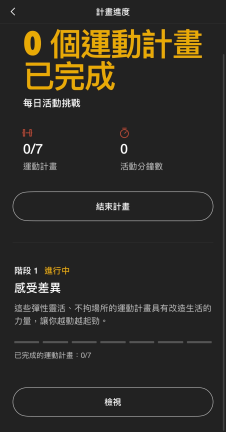 計畫進度
0 個運動計畫
已完成
每日活動挑戰
0/7
運動計畫
0
活動分鐘數
結束計畫
階段 1 進行中
感受差異
這些彈性靈活、不拘場所的運動計畫具有改造生活的
力量，讓你越動越起勁。
已完成的運動計畫：0/7
檢視